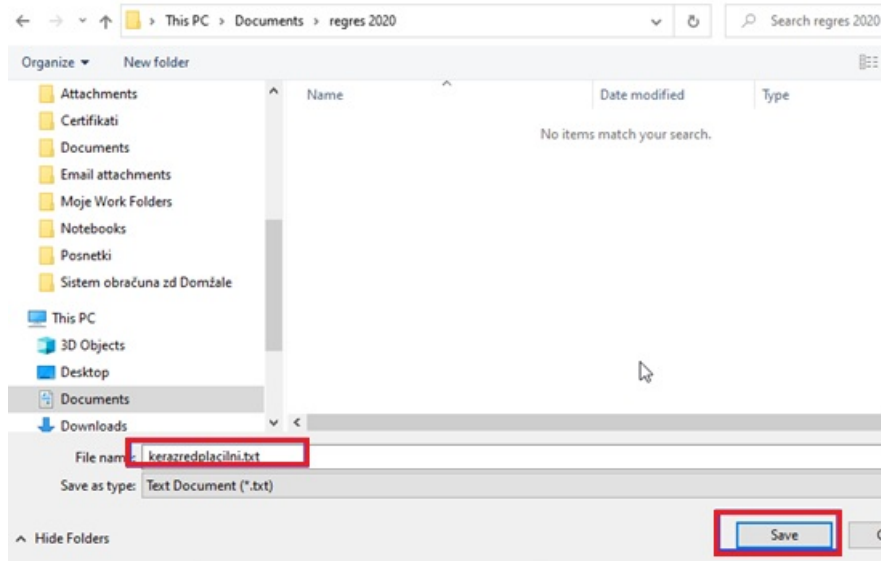 This PC > Documents > regres 2020
Search regres 2020
Organize
New folder
Name
Date modified
Type
No items match your search.
Attachments
Certifikati
Documents
Email attachments
Moje Work Folders
Notebooks
Posnetki
Sistem obračuna zd Domžale
This PC
3D Objects
Desktop
Documents
Downloads
File name: kerazredplacilni.txt
Save as type: Text Document (*.txt)
Hide Folders
Save